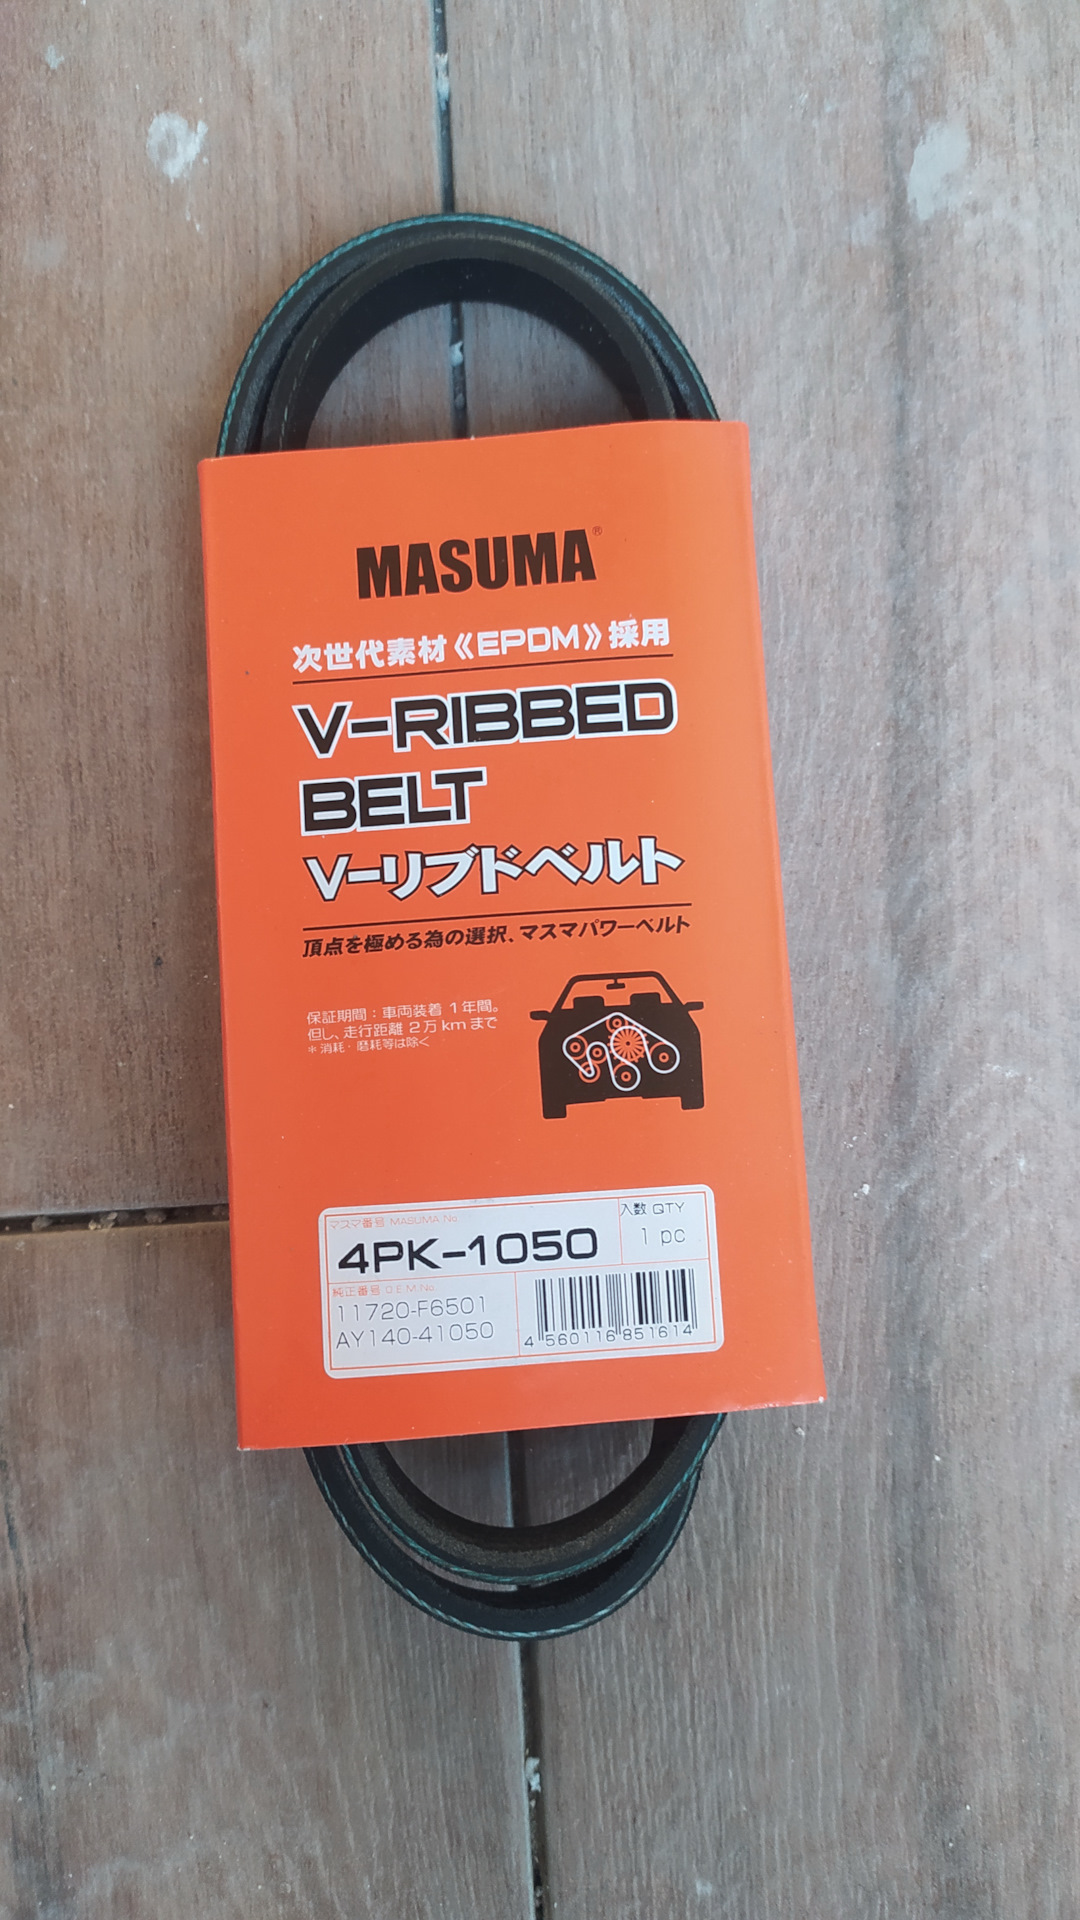 MASUMA®
次世代素材《EPDM》採用
V-RIBBED
BELT
V-リブドベルト
頂点を極める為の選択、マスマパワーベルト
保証期間：車両装着 1年間。
但し、走行距離 2万kmまで
*消耗・磨耗等は除く
マスマ番号 MASUMA No.
4PK-1050
入数 QTY
1 pc
純正番号 O.E.M No.
11720-F6501
AY140-41050
4 560116 851614